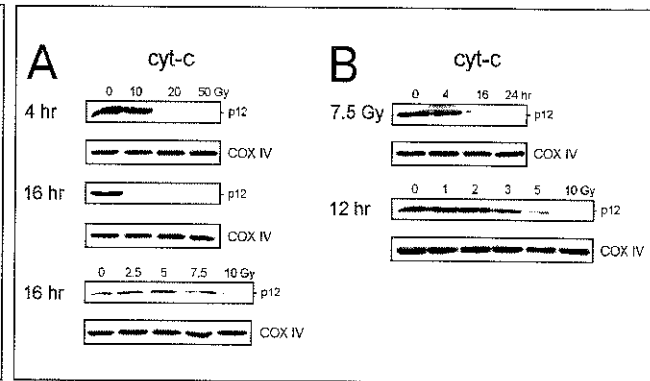 A
cyt-c
0 10 20 50 Gy
4 hr
p12
COX IV
16 hr
p12
COX IV
0 2.5 5 7.5 10 Gy
16 hr
p12
COX IV
B
cyt-c
0 4 16 24 hr
7.5 Gy
p12
COX IV
0 1 2 3 5 10 Gy
12 hr
p12
COX IV